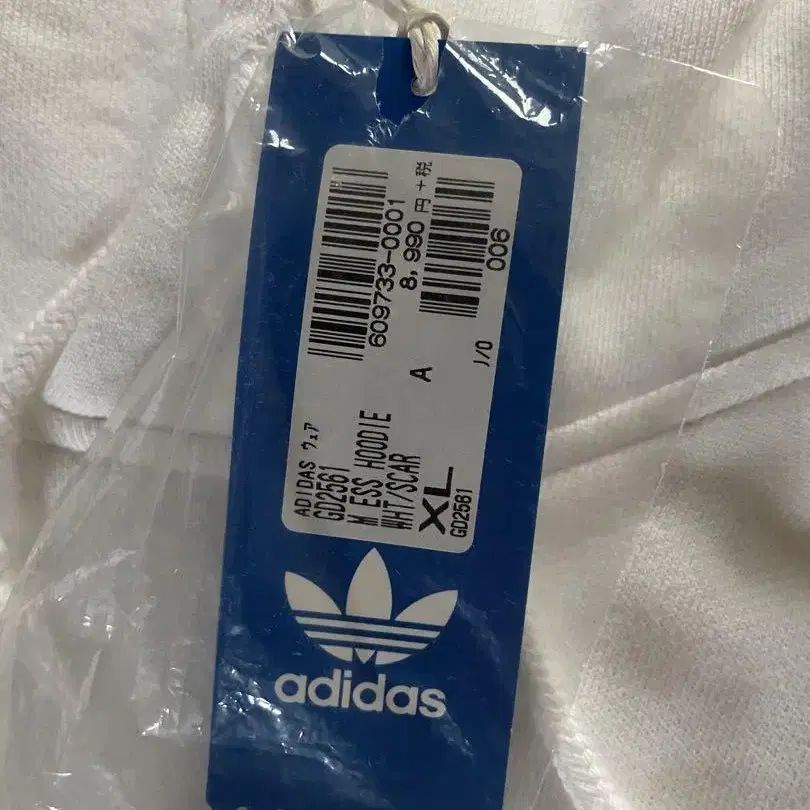 ADIDAS ウェア
GD2561
M ESS HOODIE
WHT/SCAR
XL
GD2561
A
J/O
609733-0001
8,990 円+税
006
adidas